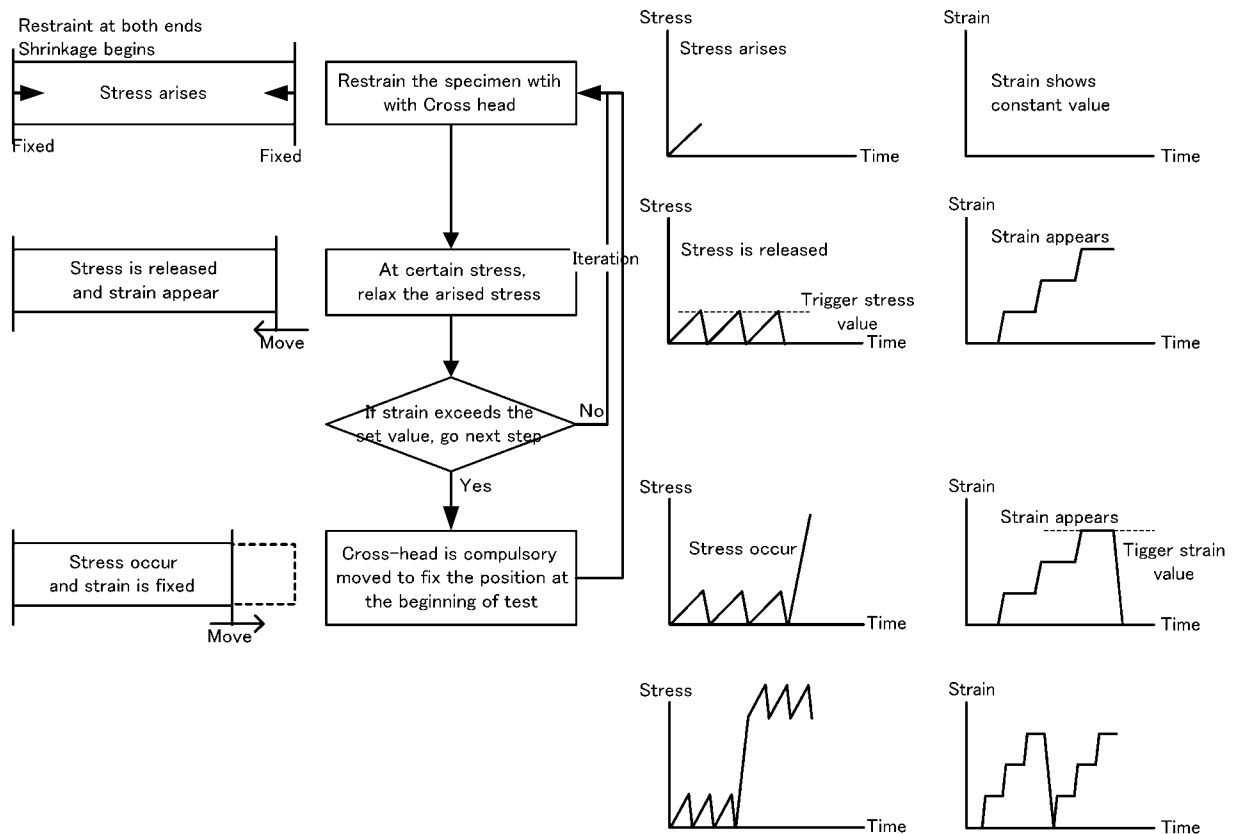 Restraint at both ends
Shrinkage begins
Stress arises
Fixed
Fixed
Restrain the specimen wtih
with Cross head
Stress
Stress arises
Time
Strain
Strain shows
constant value
Time
Stress is released
and strain appear
Move
At certain stress,
relax the arised stress
Iteration
Stress
Stress is released
Trigger stress
value
Time
Strain
Strain appears
Time
If strain exceeds the
set value, go next step
No
Yes
Stress occur
and strain is fixed
Move
Cross-head is compulsory
moved to fix the position at
the beginning of test
Stress
Stress occur
Time
Strain
Strain appears
Tigger strain
value
Time
Stress
Time
Strain
Time